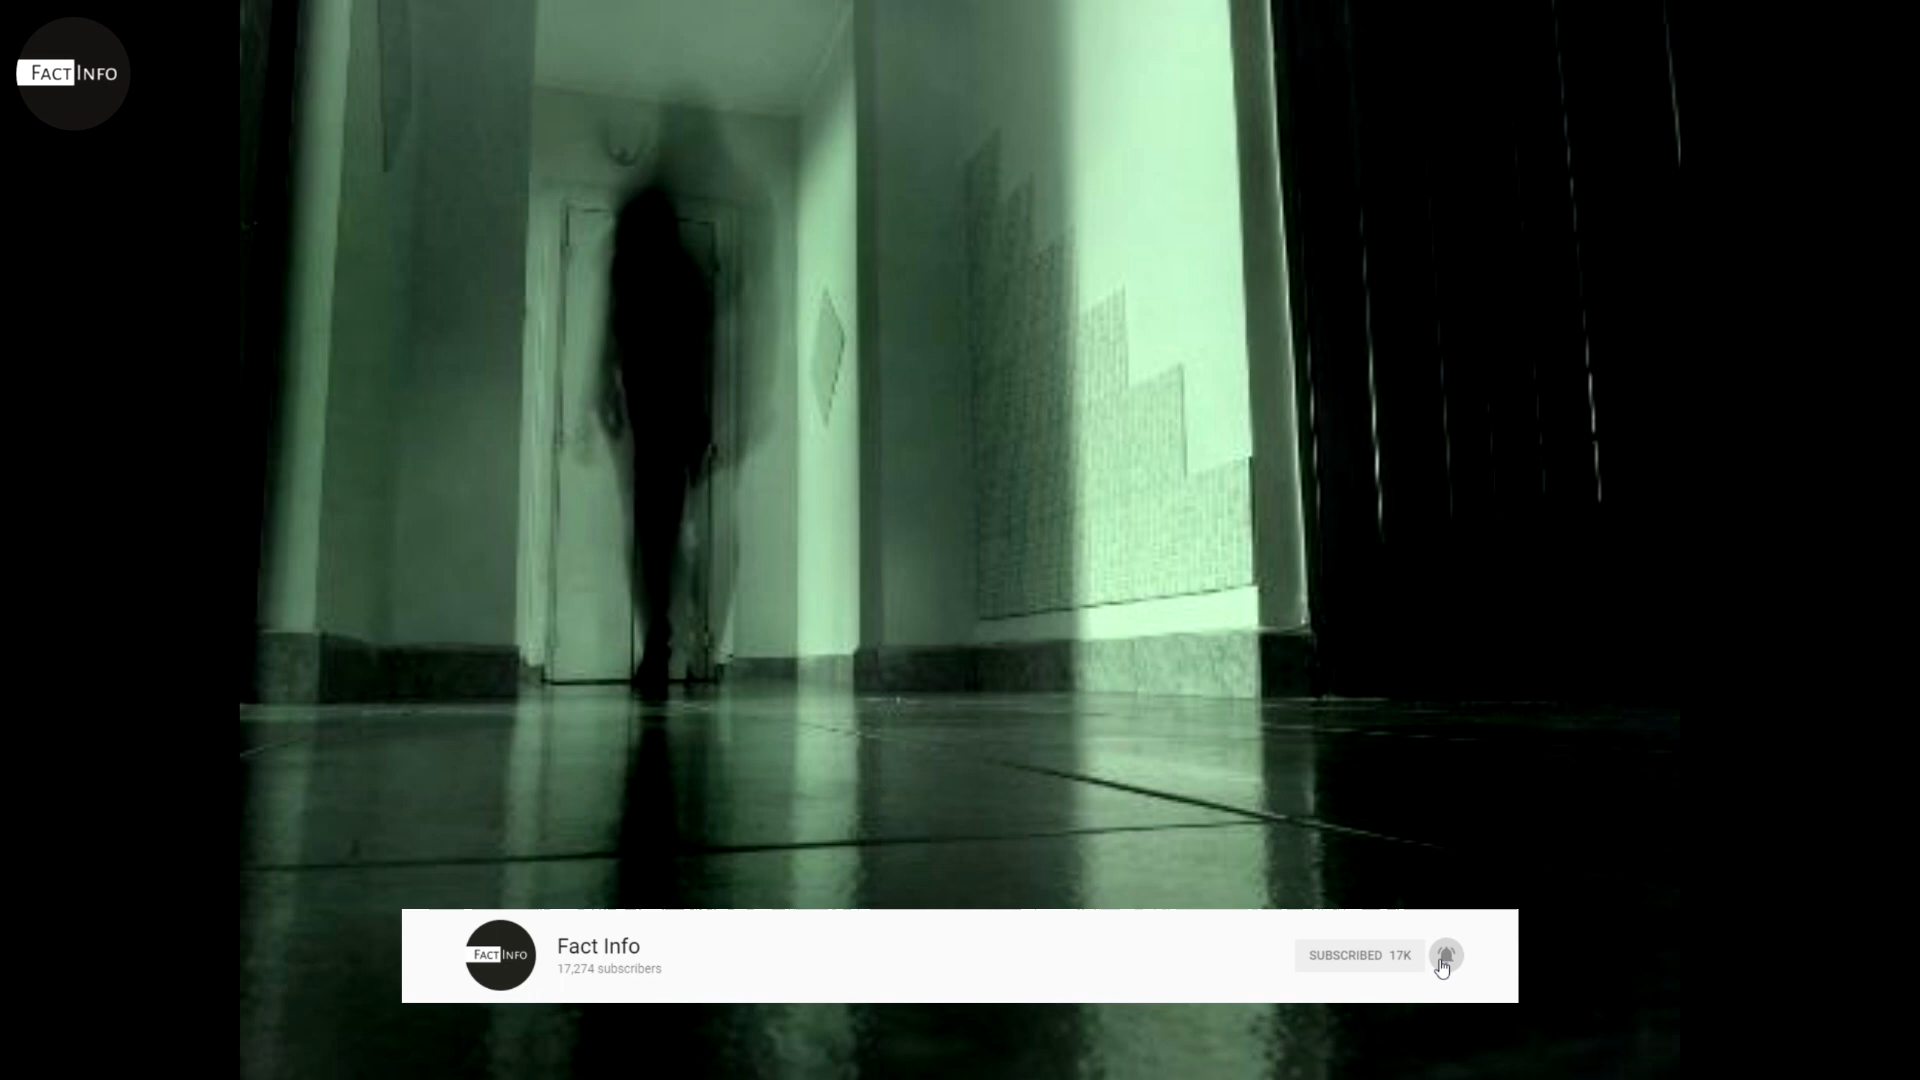 FACT INFO
FACT INFO
Fact Info
17,274 subscribers
SUBSCRIBED 17K